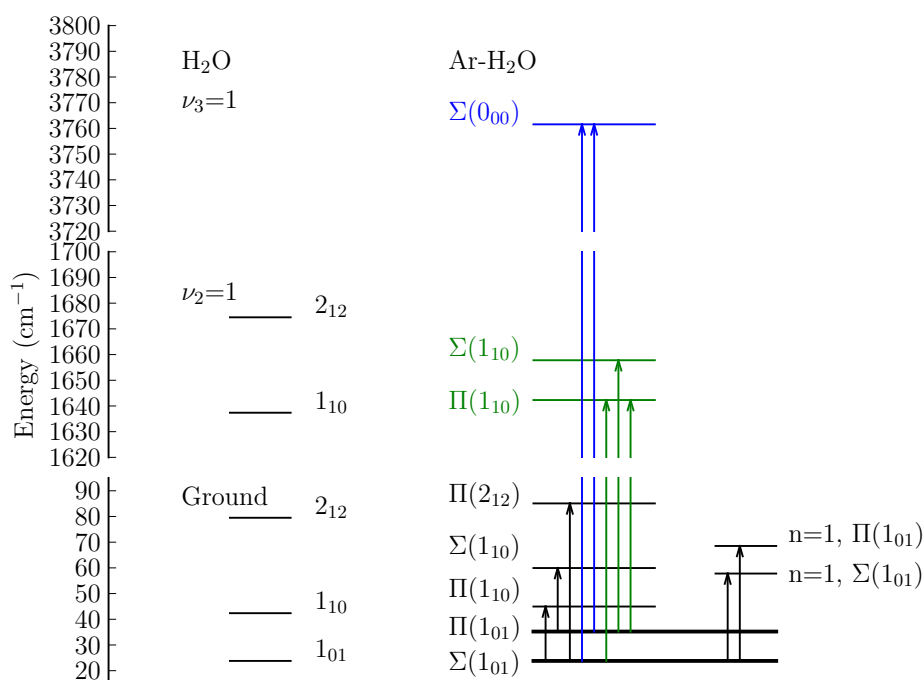 Energy (cm⁻¹)
3800
3790
3780
3770
3760
3750
3740
3730
3720
1700
1690
1680
1670
1660
1650
1640
1630
1620
90
80
70
60
50
40
30
20
H₂O
ν₃=1
ν₂=1
2₁₂
1₁₀
Ground
2₁₂
1₁₀
1₀₁
Ar-H₂O
Σ(0₀₀)
Σ(1₁₀)
Π(1₁₀)
Π(2₁₂)
Σ(1₁₀)
Π(1₁₀)
Π(1₀₁)
Σ(1₀₁)
n=1, Π(1₀₁)
n=1, Σ(1₀₁)